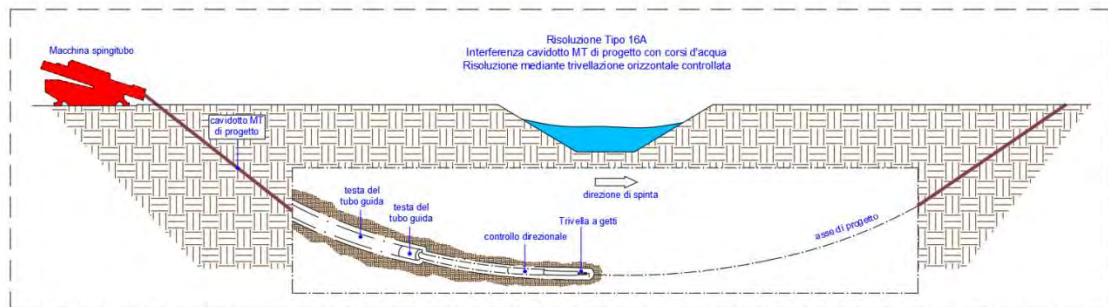 Risoluzione Tipo 16A
Interferenza cavidotto MT di progetto con corsi d'acqua
Risoluzione mediante trivellazione orizzontale controllata
Macchina spingitubo
cavidotto MT
di progetto
direzione di spinta
testa del
tubo guida
testa del
tubo guida
controllo direzionale
Trivella a getti
asse di progetto